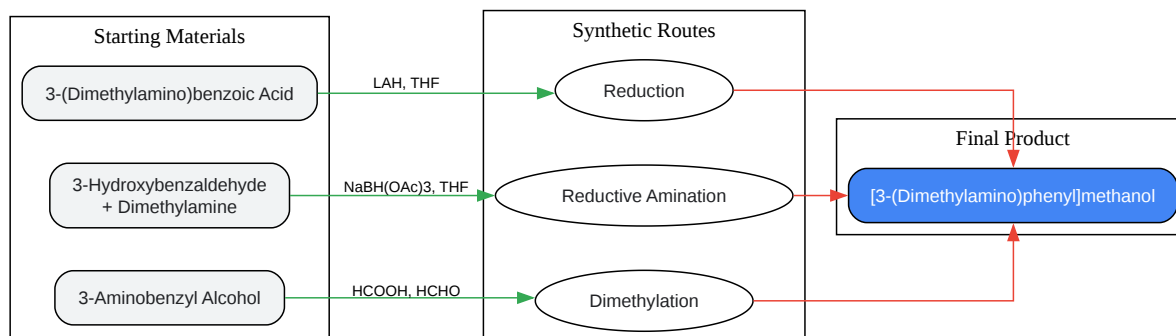 Starting Materials
Synthetic Routes
3-(Dimethylamino)benzoic Acid
LAH, THF
Reduction
Final Product
3-Hydroxybenzaldehyde
+ Dimethylamine
NaBH(OAc)3, THF
Reductive Amination
[3-(Dimethylamino)phenyl]methanol
3-Aminobenzyl Alcohol
HCOOH, HCHO
Dimethylation